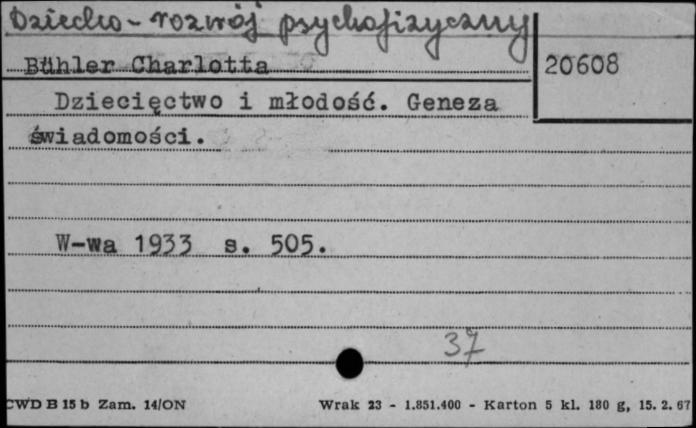 Dziecko - rozwój psychofizyczny
Bühler Charlotta
20608
Dziecięctwo i młodość. Geneza
świadomości.
W-wa 1933 s. 505.
37
CWD B 15 b Zam. 14/ON
Wrak 23 - 1.851.400 - Karton 5 kl. 180 g, 15. 2. 67